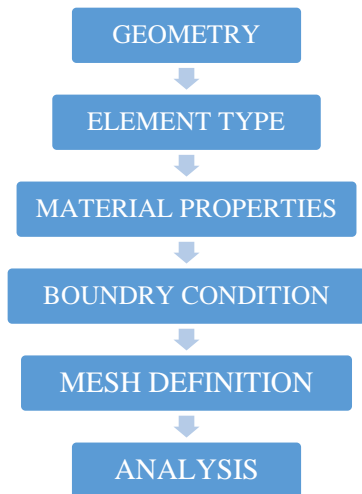 GEOMETRY
ELEMENT TYPE
MATERIAL PROPERTIES
BOUNDRY CONDITION
MESH DEFINITION
ANALYSIS